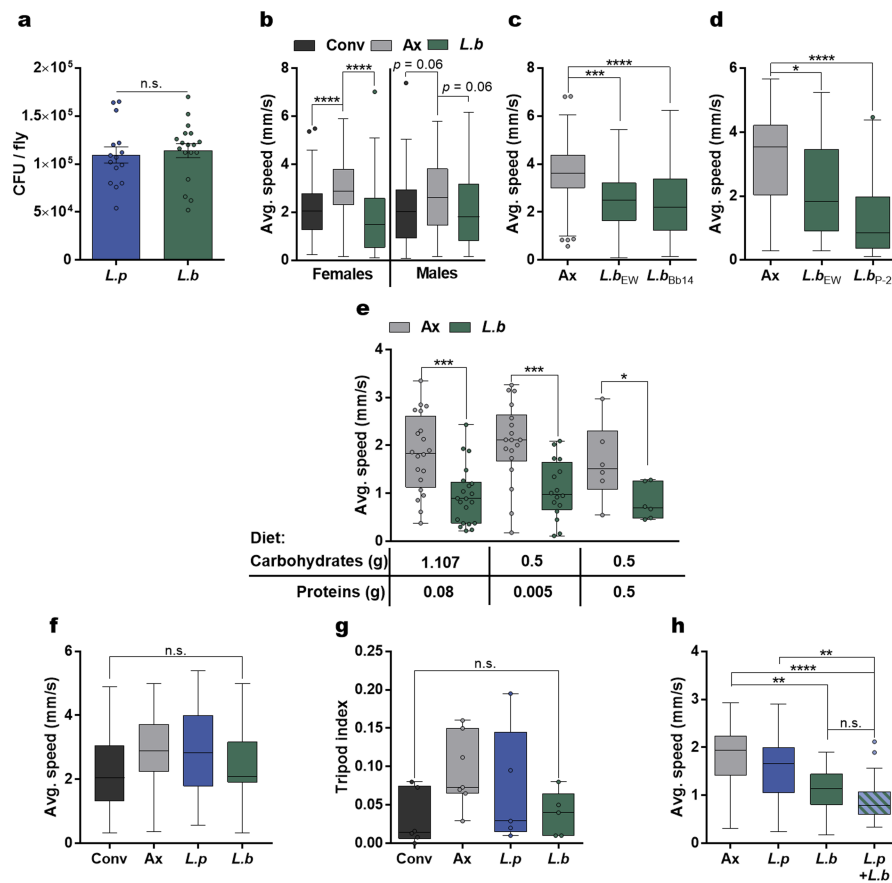 a
b
c
d
Conv Ax L.b
2×10⁵
1.5×10⁵
1×10⁵
5×10⁴
0
CFU / fly
n.s.
L.p L.b
8
6
4
2
0
Avg. speed (mm/s)
**** **** p = 0.06 p = 0.06
Females Males
8
6
4
2
0
Avg. speed (mm/s)
****
***
Ax L.bEW L.bBb14
6
4
2
0
Avg. speed (mm/s)
****
*
Ax L.bEW L.bP-2
e
Ax L.b
4
3
2
1
0
Avg. speed (mm/s)
*** *** *
Diet:
Carbohydrates (g) 1.107 0.5 0.5
Proteins (g) 0.08 0.005 0.5
f
6
4
2
0
Avg. speed (mm/s)
n.s.
Conv Ax L.p L.b
g
0.25
0.20
0.15
0.10
0.05
0.00
Tripod index
n.s.
Conv Ax L.p L.b
h
4
3
2
1
0
Avg. speed (mm/s)
**
****
**
n.s.
Ax L.p L.b L.p
+L.b